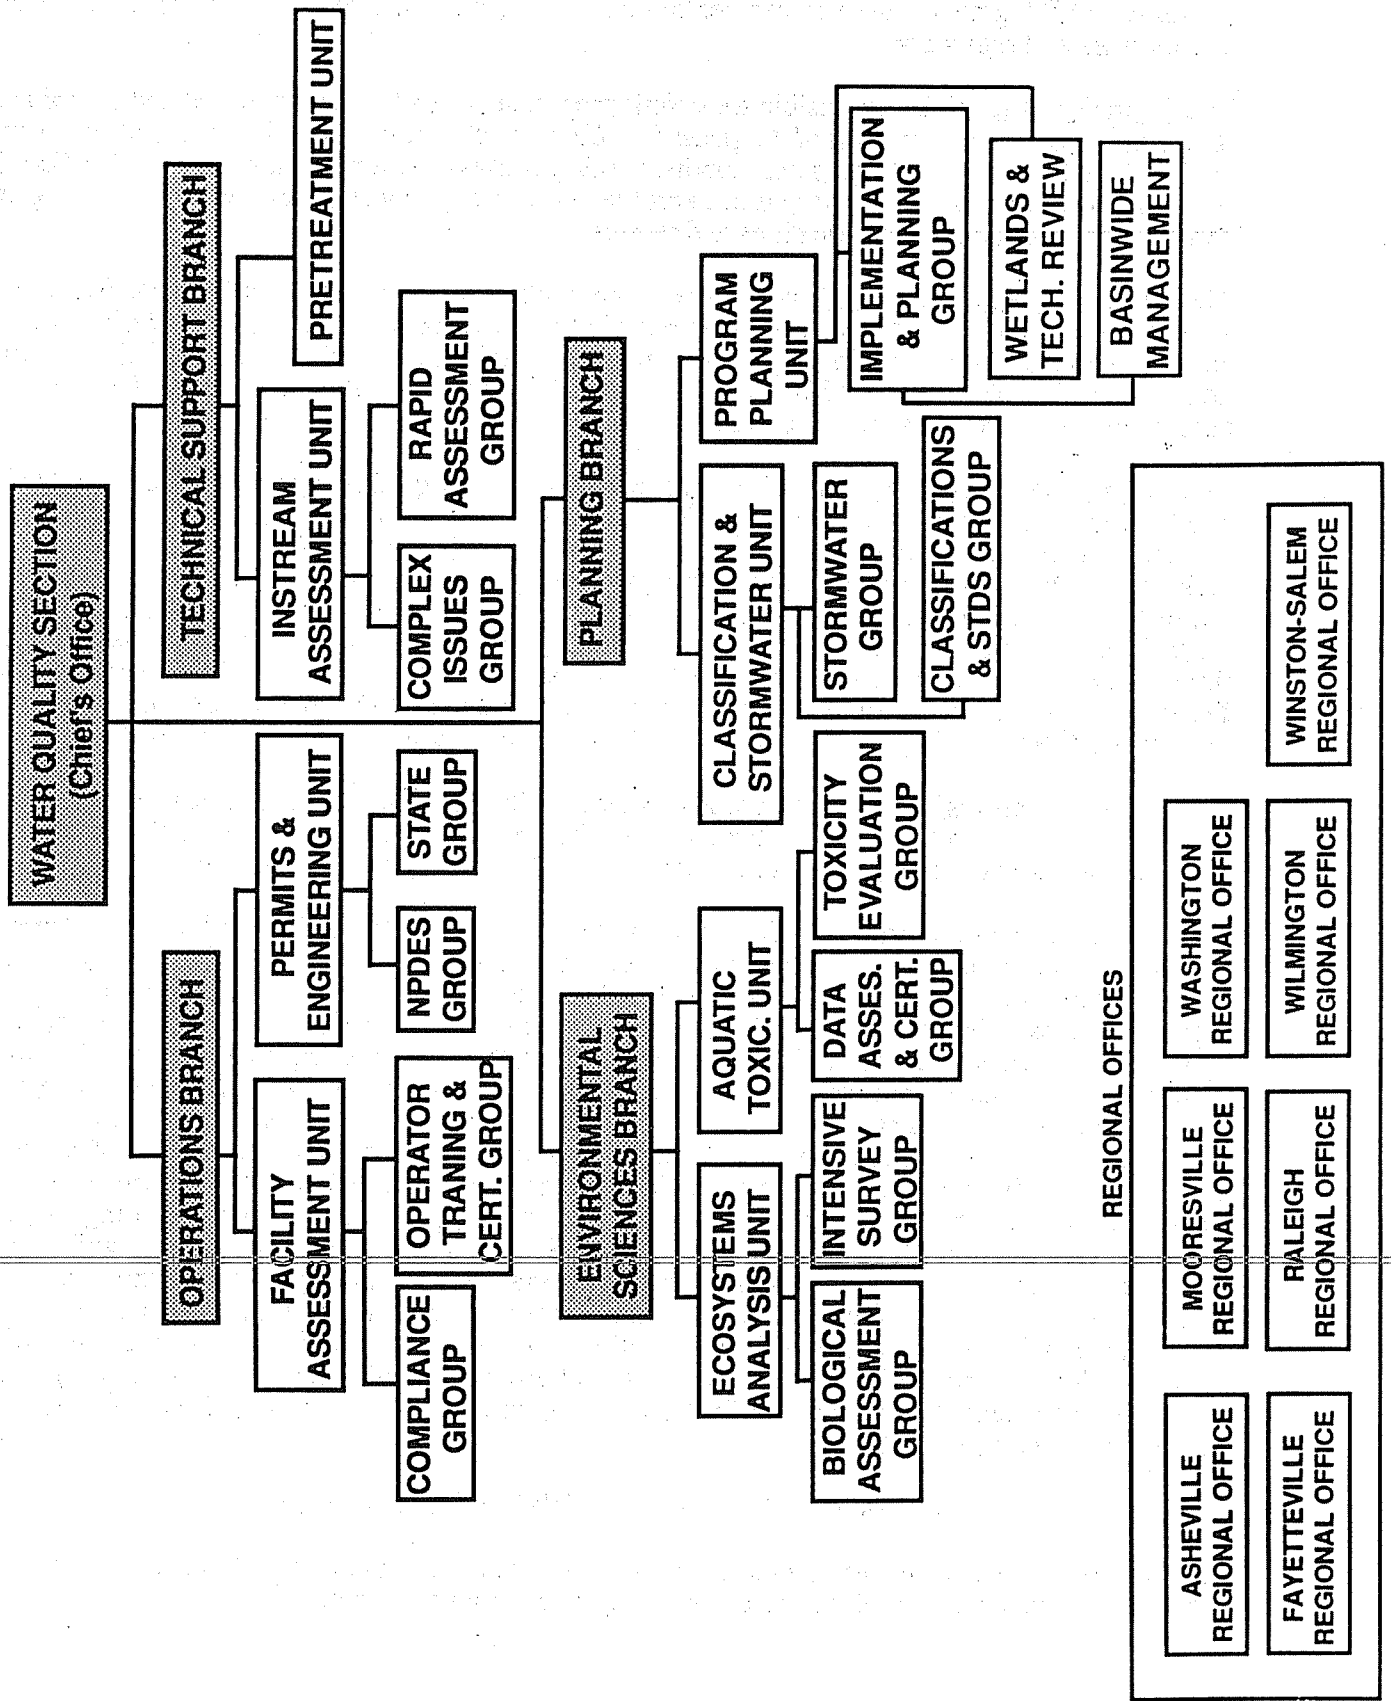 WATER QUALITY SECTION
(Chief's Office)
OPERATIONS BRANCH
TECHNICAL SUPPORT BRANCH
FACILITY
ASSESSMENT UNIT
PERMITS &
ENGINEERING UNIT
INSTREAM
ASSESSMENT UNIT
PRETREATMENT UNIT
COMPLIANCE
GROUP
OPERATOR
TRAINING &
CERT. GROUP
NPDES
GROUP
STATE
GROUP
COMPLEX
ISSUES
GROUP
RAPID
ASSESSMENT
GROUP
ENVIRONMENTAL
SCIENCES BRANCH
PLANNING BRANCH
ECOSYSTEMS
ANALYSIS UNIT
AQUATIC
TOXIC. UNIT
CLASSIFICATION &
STORMWATER UNIT
PROGRAM
PLANNING
UNIT
BIOLOGICAL
ASSESSMENT
GROUP
INTENSIVE
SURVEY
GROUP
DATA
ASSES.
& CERT.
GROUP
TOXICITY
EVALUATION
GROUP
STORMWATER
GROUP
CLASSIFICATIONS
& STDS GROUP
IMPLEMENTATION
& PLANNING
GROUP
WETLANDS &
TECH. REVIEW
BASINWIDE
MANAGEMENT
REGIONAL OFFICES
ASHEVILLE
REGIONAL OFFICE
MOORESVILLE
REGIONAL OFFICE
WASHINGTON
REGIONAL OFFICE
FAYETTEVILLE
REGIONAL OFFICE
RALEIGH
REGIONAL OFFICE
WILMINGTON
REGIONAL OFFICE
WINSTON-SALEM
REGIONAL OFFICE